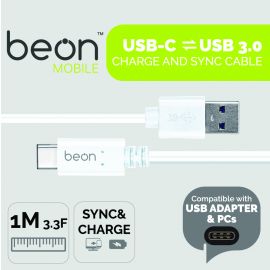 beon™
MOBILE
USB-C ⇌ USB 3.0
CHARGE AND SYNC CABLE
beon
1M 3.3F
SYNC&
CHARGE
Compatible with
USB ADAPTER
& PCs